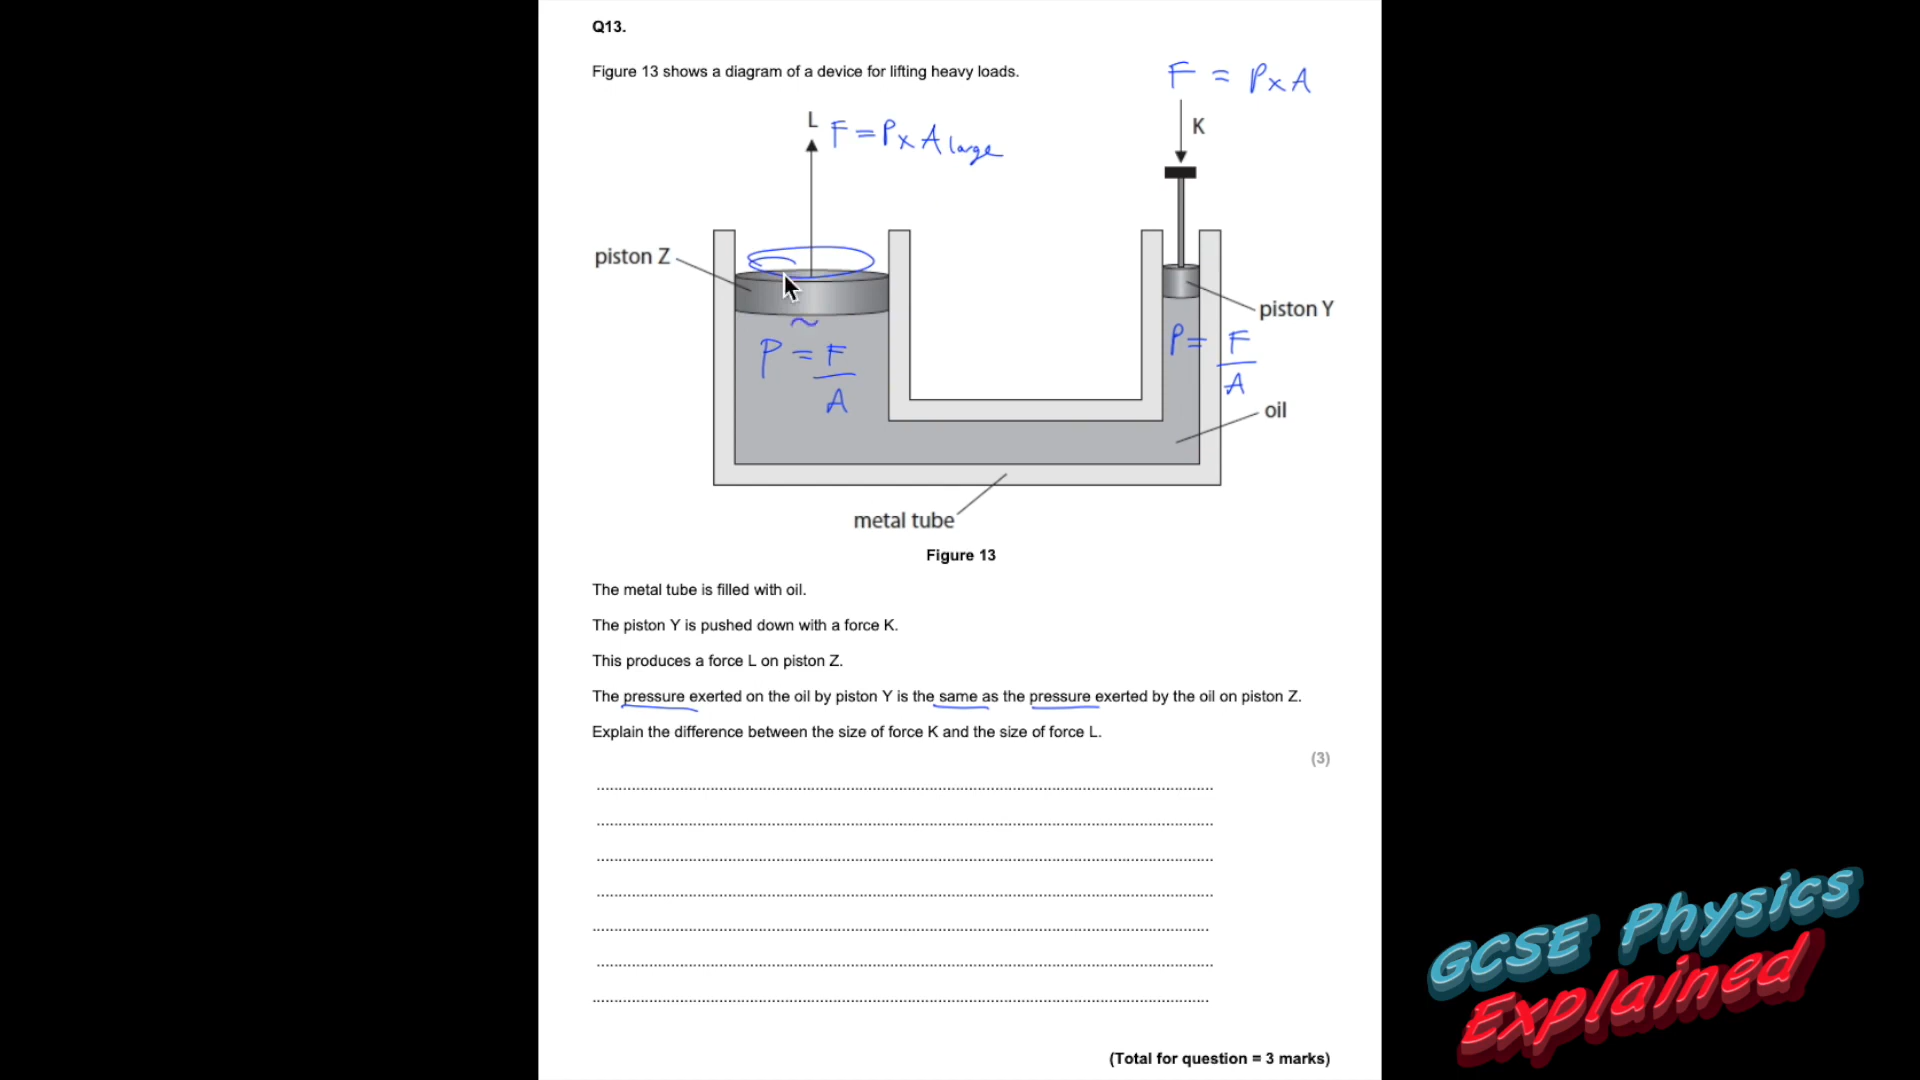 Q13.
Figure 13 shows a diagram of a device for lifting heavy loads.
F = P x A
L
F = P x A large
K
piston Z
piston Y
P = F / A
P = F / A
oil
metal tube
Figure 13
The metal tube is filled with oil.
The piston Y is pushed down with a force K.
This produces a force L on piston Z.
The pressure exerted on the oil by piston Y is the same as the pressure exerted by the oil on piston Z.
Explain the difference between the size of force K and the size of force L.
(3)
(Total for question = 3 marks)
GCSE Physics
Explained